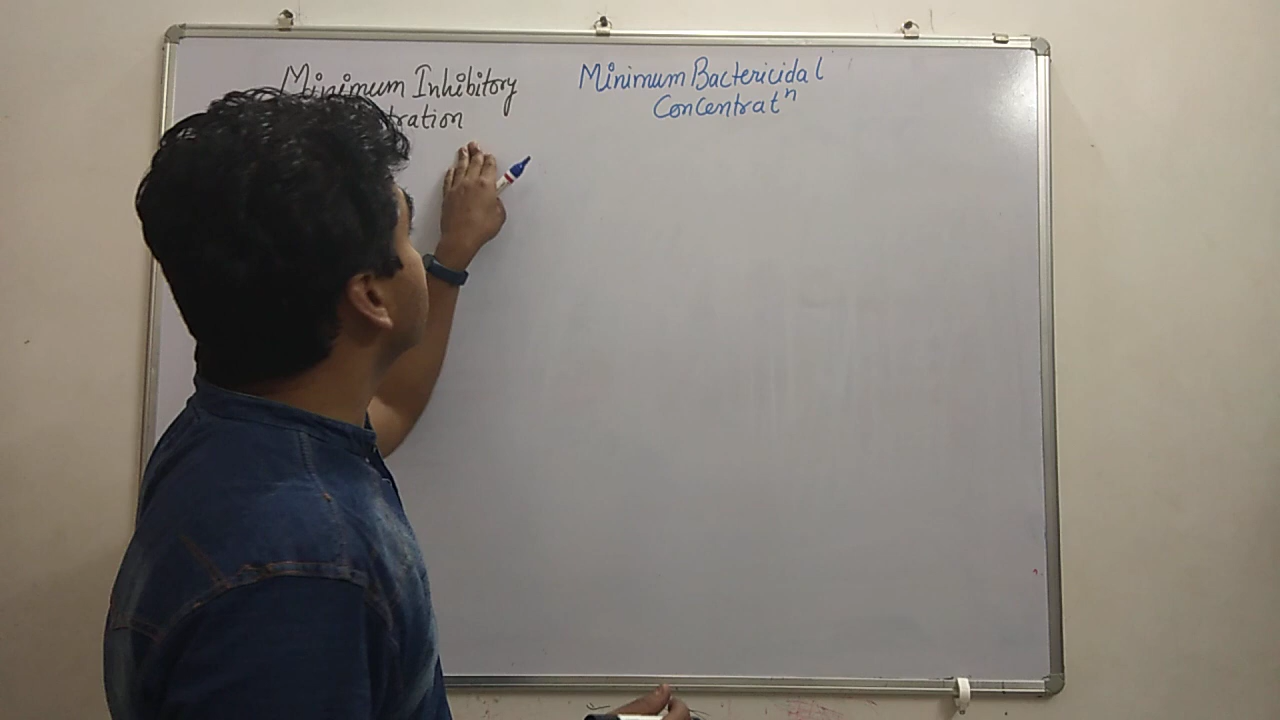 Minimum Inhibitory
tration
Minimum Bactericidal
Concentratⁿ